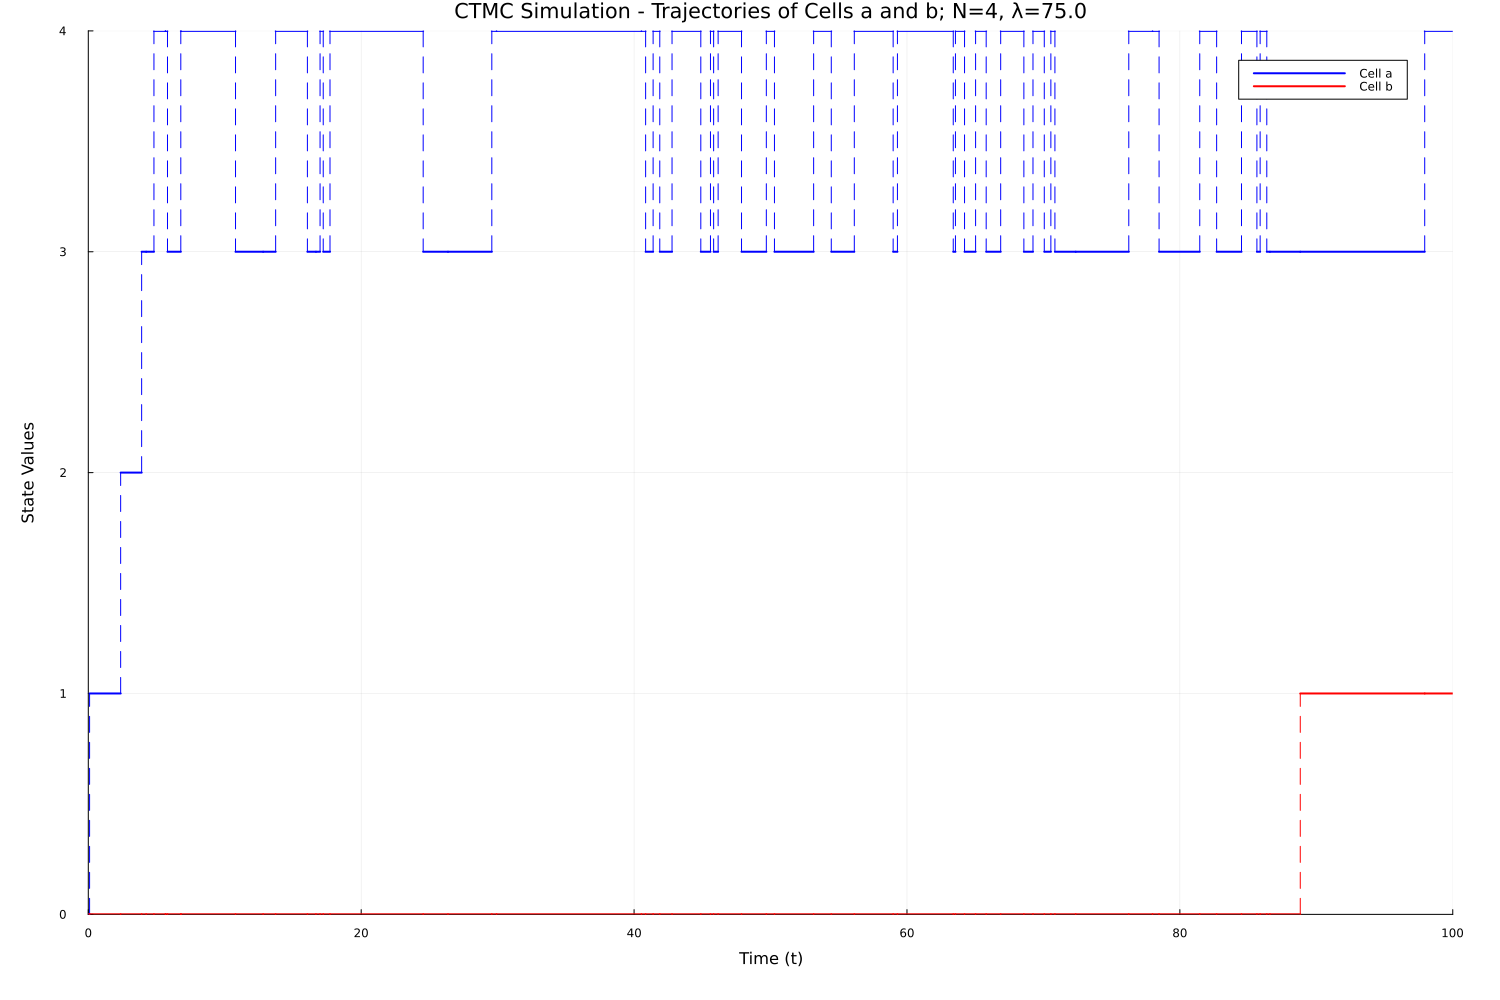 CTMC Simulation - Trajectories of Cells a and b; N=4, λ=75.0
4
Cell a
Cell b
3
State Values
2
1
0
0 20 40 60 80 100
Time (t)